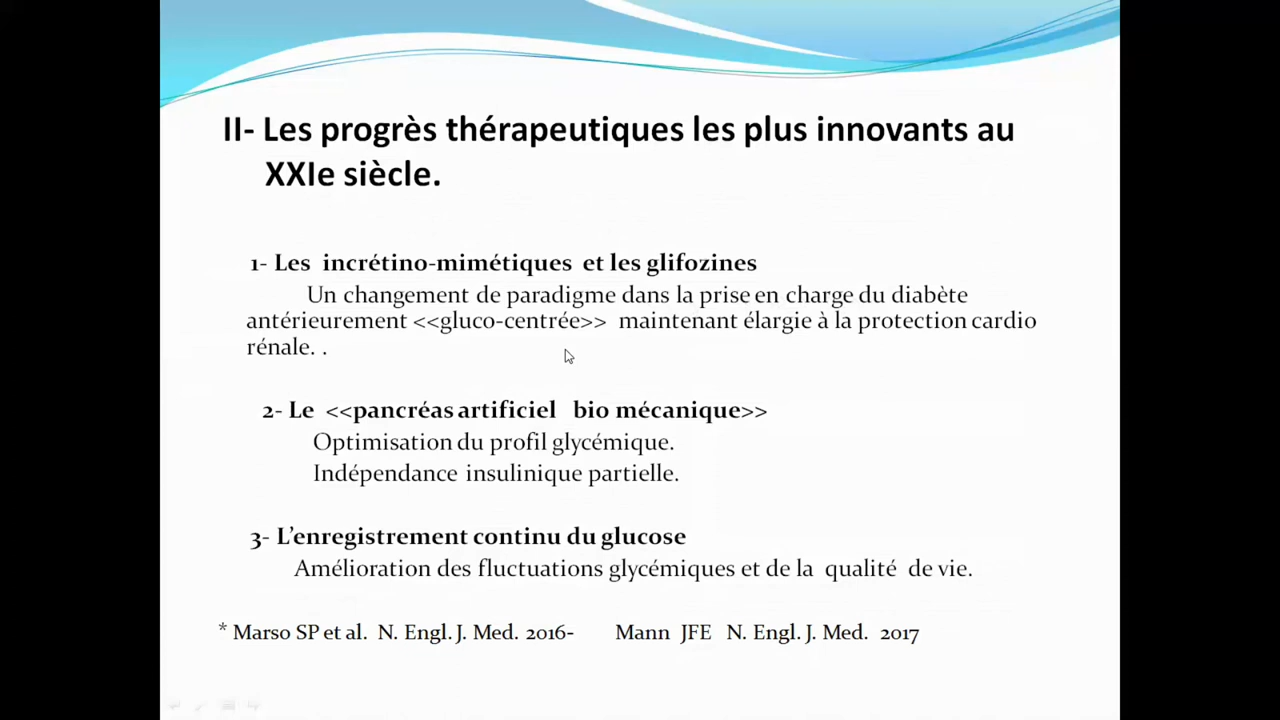 II- Les progrès thérapeutiques les plus innovants au
XXIe siècle.
1- Les incrétino-mimétiques et les glifozines
Un changement de paradigme dans la prise en charge du diabète
antérieurement <<gluco-centrée>> maintenant élargie à la protection cardio
rénale. .
2- Le <<pancréas artificiel bio mécanique>>
Optimisation du profil glycémique.
Indépendance insulinique partielle.
3- L’enregistrement continu du glucose
Amélioration des fluctuations glycémiques et de la qualité de vie.
* Marso SP et al. N. Engl. J. Med. 2016- Mann JFE N. Engl. J. Med. 2017